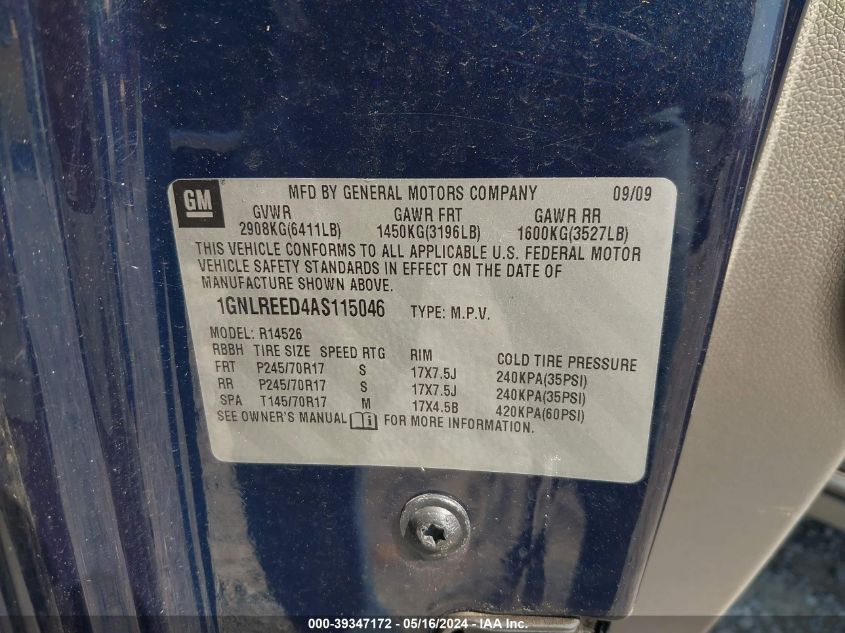 GM ® MFD BY GENERAL MOTORS COMPANY 09/09
GVWR GAWR FRT GAWR RR
2908KG(6411LB) 1450KG(3196LB) 1600KG(3527LB)
THIS VEHICLE CONFORMS TO ALL APPLICABLE U.S. FEDERAL MOTOR
VEHICLE SAFETY STANDARDS IN EFFECT ON THE DATE OF
MANUFACTURE SHOWN ABOVE.
1GNLREED4AS115046 TYPE: M.P.V.
MODEL: R14526
RBBH TIRE SIZE SPEED RTG RIM COLD TIRE PRESSURE
FRT P245/70R17 S 17X7.5J 240KPA(35PSI)
RR P245/70R17 S 17X7.5J 240KPA(35PSI)
SPA T145/70R17 M 17X4.5B 420KPA(60PSI)
SEE OWNER'S MANUAL i FOR MORE INFORMATION.
000-39347172 - 05/16/2024 - IAA Inc.